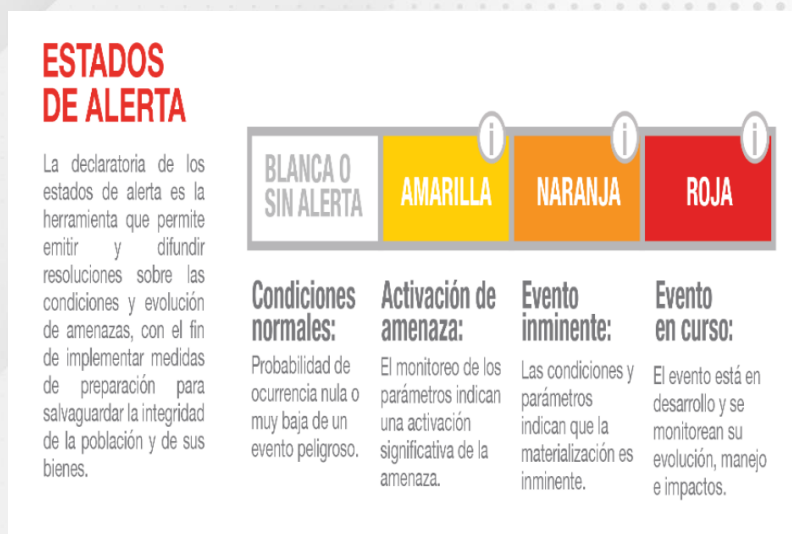 ESTADOS
DE ALERTA
La declaratoria de los
estados de alerta es la
herramienta que permite
emitir y difundir
resoluciones sobre las
condiciones y evolución
de amenazas, con el fin
de implementar medidas
de preparación para
salvaguardar la integridad
de la población y de sus
bienes.
BLANCA O
SIN ALERTA
i
AMARILLA
i
NARANJA
i
ROJA
Condiciones
normales:
Probabilidad de
ocurrencia nula o
muy baja de un
evento peligroso.
Activación de
amenaza:
El monitoreo de los
parámetros indican
una activación
significativa de la
amenaza.
Evento
inminente:
Las condiciones y
parámetros
indican que la
materialización es
inminente.
Evento
en curso:
El evento está en
desarrollo y se
monitorean su
evolución, manejo
e impactos.